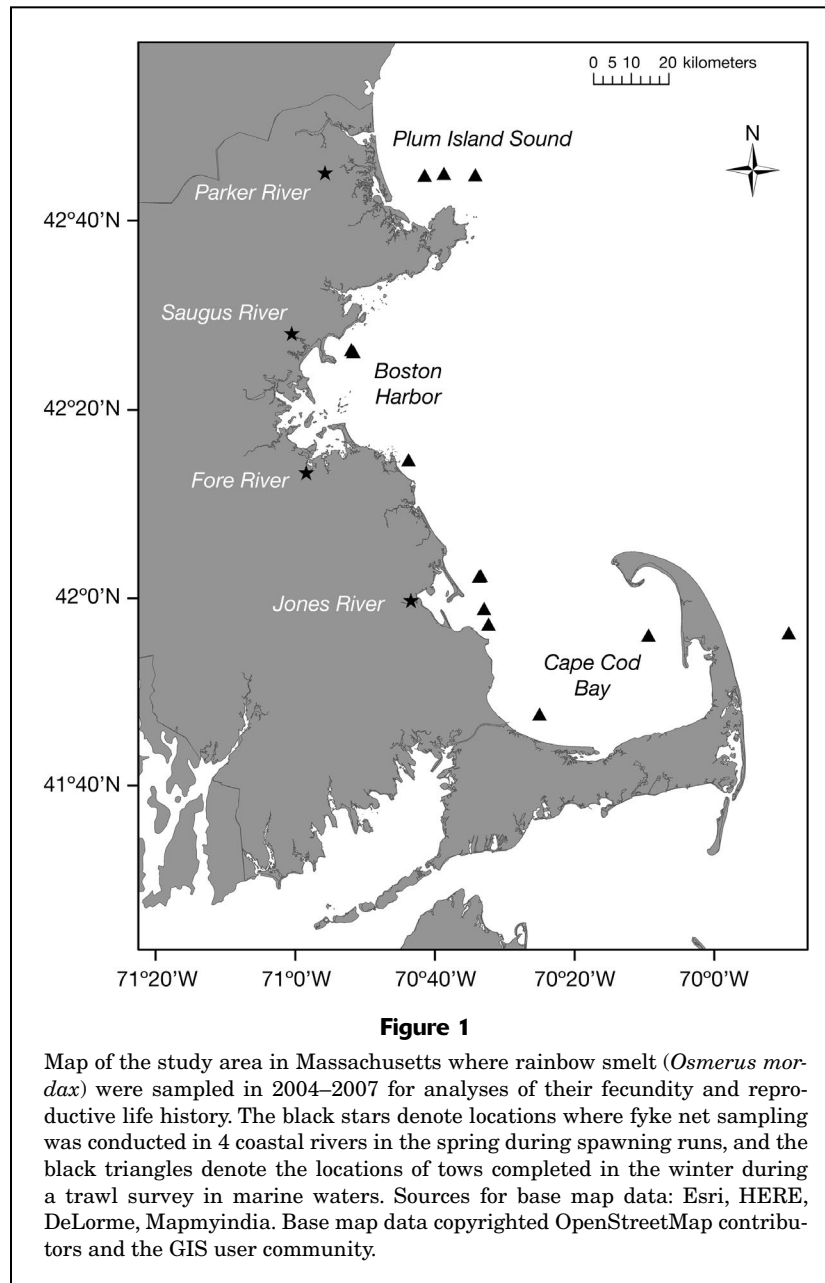 0 5 10 20 kilometers
Plum Island Sound
N
Parker River
42°40'N
Saugus River
Boston
Harbor
42°20'N
Fore River
42°0'N
Jones River
Cape Cod
Bay
41°40'N
71°20'W 71°0'W 70°40'W 70°20'W 70°0'W
Figure 1
Map of the study area in Massachusetts where rainbow smelt (Osmerus mor-
dax) were sampled in 2004–2007 for analyses of their fecundity and repro-
ductive life history. The black stars denote locations where fyke net sampling
was conducted in 4 coastal rivers in the spring during spawning runs, and the
black triangles denote the locations of tows completed in the winter during
a trawl survey in marine waters. Sources for base map data: Esri, HERE,
DeLorme, Mapmyindia. Base map data copyrighted OpenStreetMap contribu-
tors and the GIS user community.